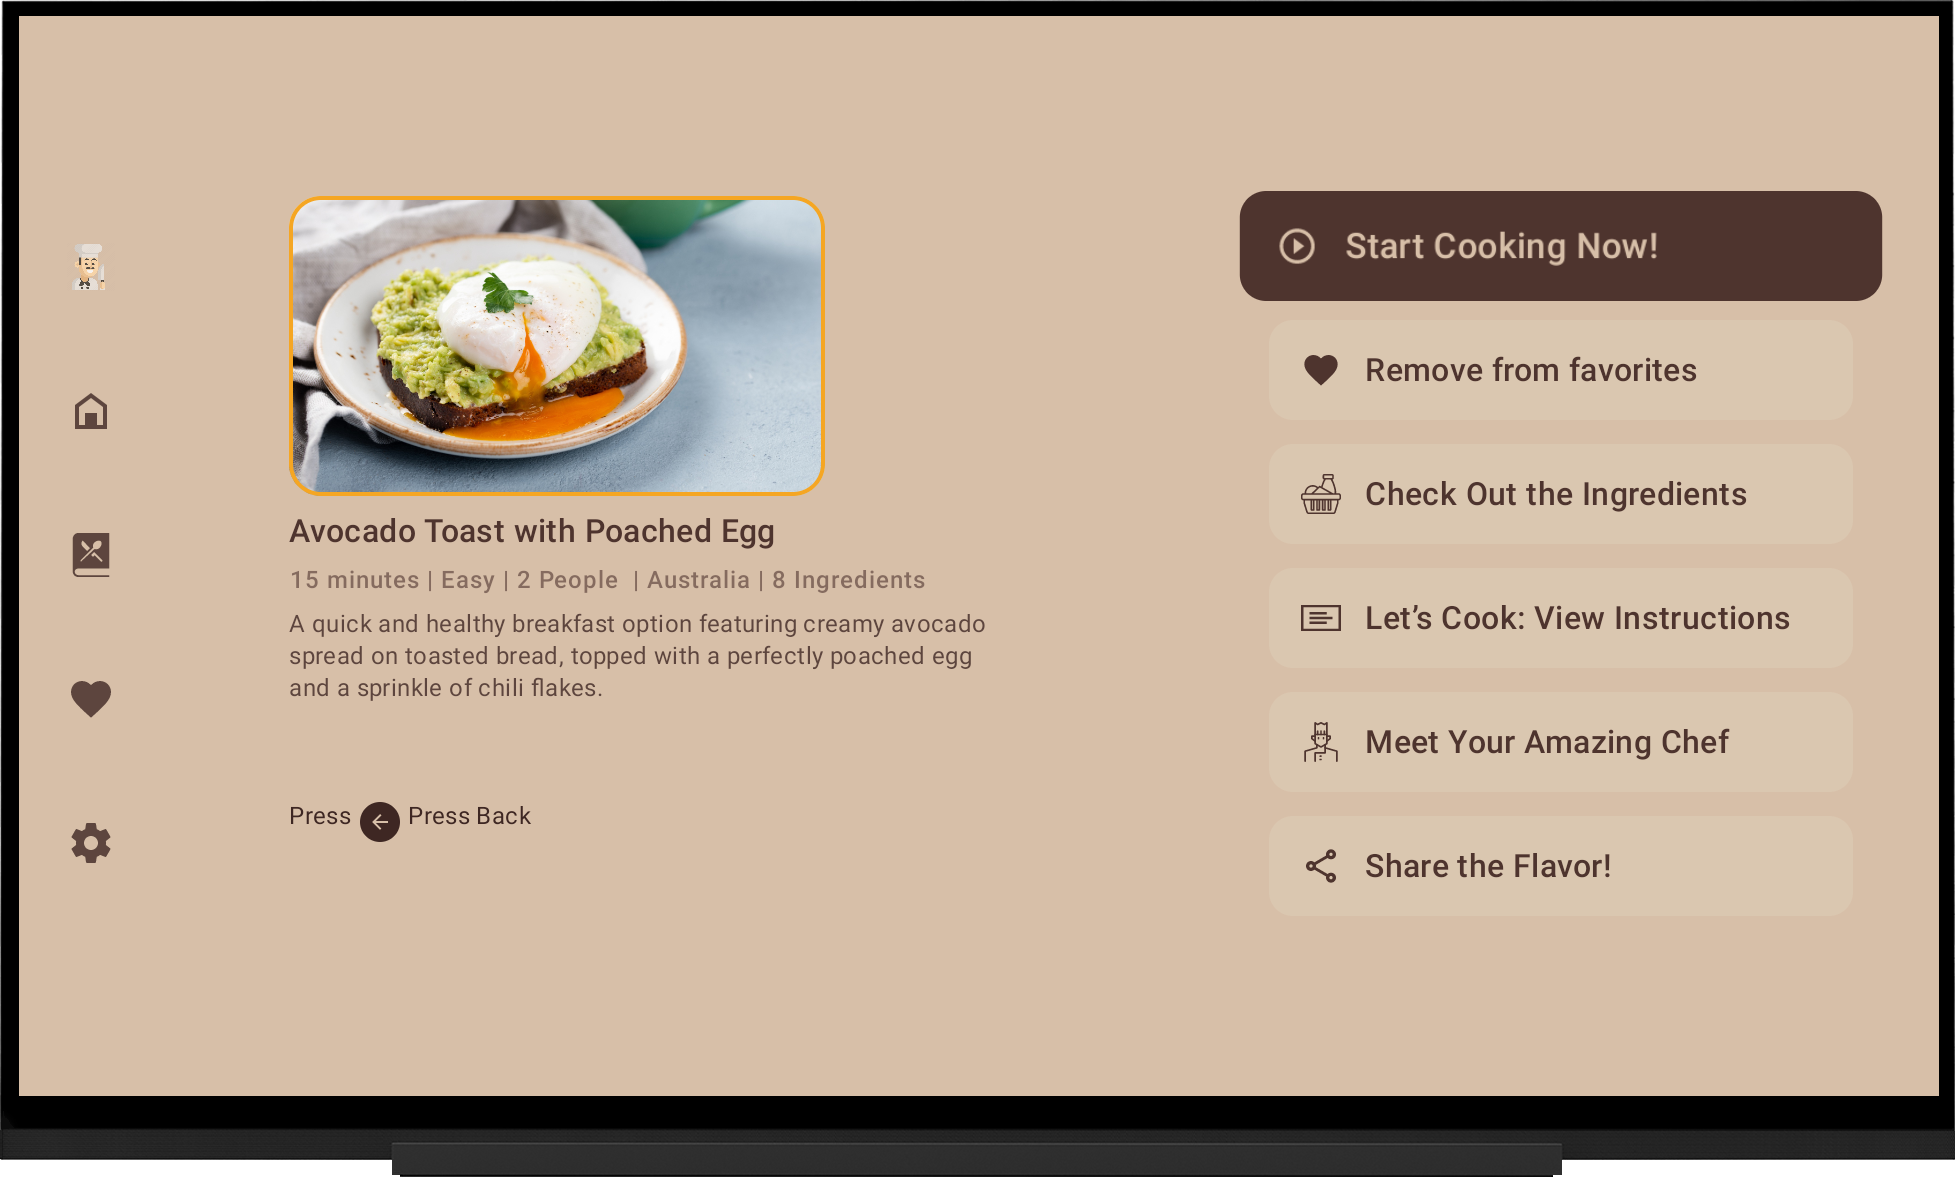 Avocado Toast with Poached Egg
15 minutes | Easy | 2 People | Australia | 8 Ingredients
A quick and healthy breakfast option featuring creamy avocado
spread on toasted bread, topped with a perfectly poached egg
and a sprinkle of chili flakes.
Press Press Back
Start Cooking Now!
Remove from favorites
Check Out the Ingredients
Let’s Cook: View Instructions
Meet Your Amazing Chef
Share the Flavor!